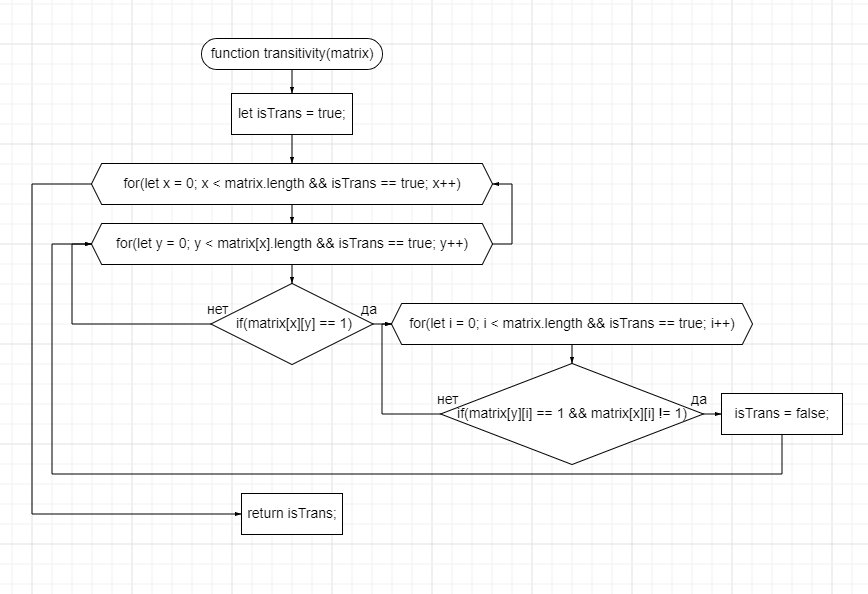 function transitivity(matrix)
let isTrans = true;
for(let x = 0; x < matrix.length && isTrans == true; x++)
for(let y = 0; y < matrix[x].length && isTrans == true; y++)
нет
да
if(matrix[x][y] == 1)
for(let i = 0; i < matrix.length && isTrans == true; i++)
нет
да
if(matrix[y][i] == 1 && matrix[x][i] != 1)
isTrans = false;
return isTrans;